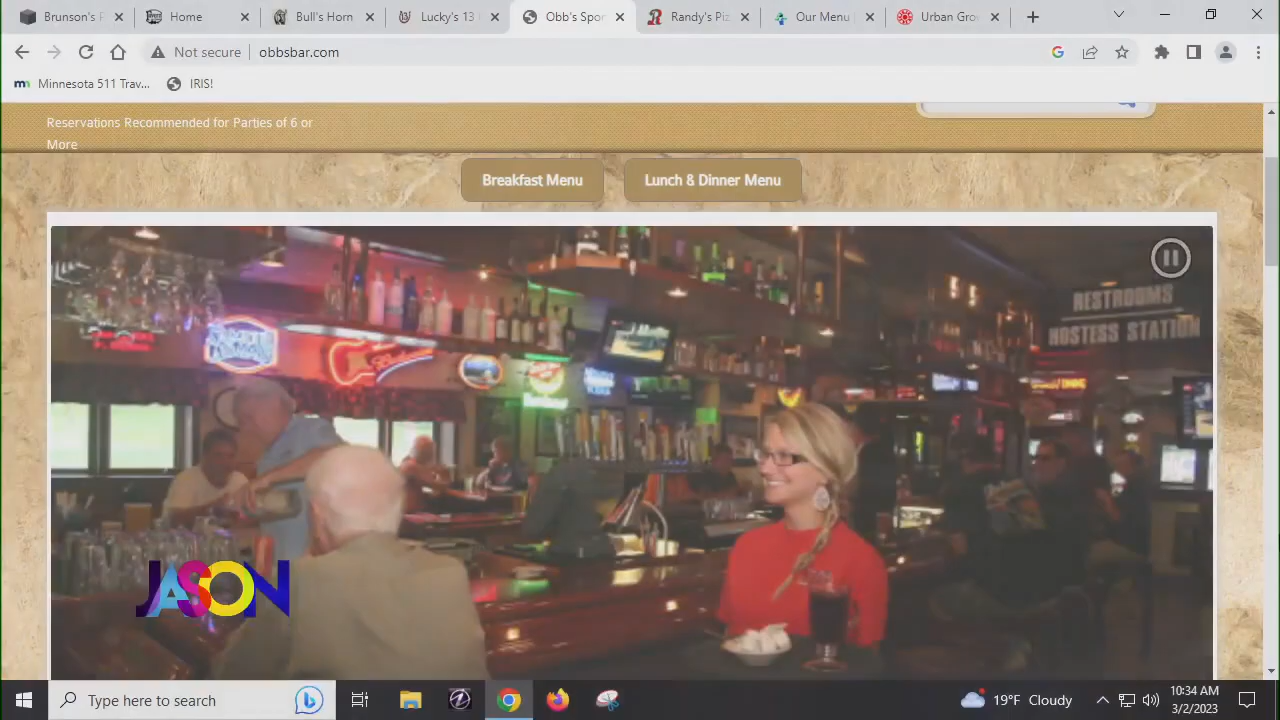 Brunson's P
Home
Bull's Horn
Lucky's 13
Obb's Spor
Randy's Piz
Our Menu
Urban Gro
Not secure
obbsbar.com
Minnesota 511 Trav...
IRIS!
Reservations Recommended for Parties of 6 or
More
Breakfast Menu
Lunch & Dinner Menu
RESTROOMS
HOSTESS STATION
JASON
Type here to search
19°F Cloudy
10:34 AM
3/2/2023